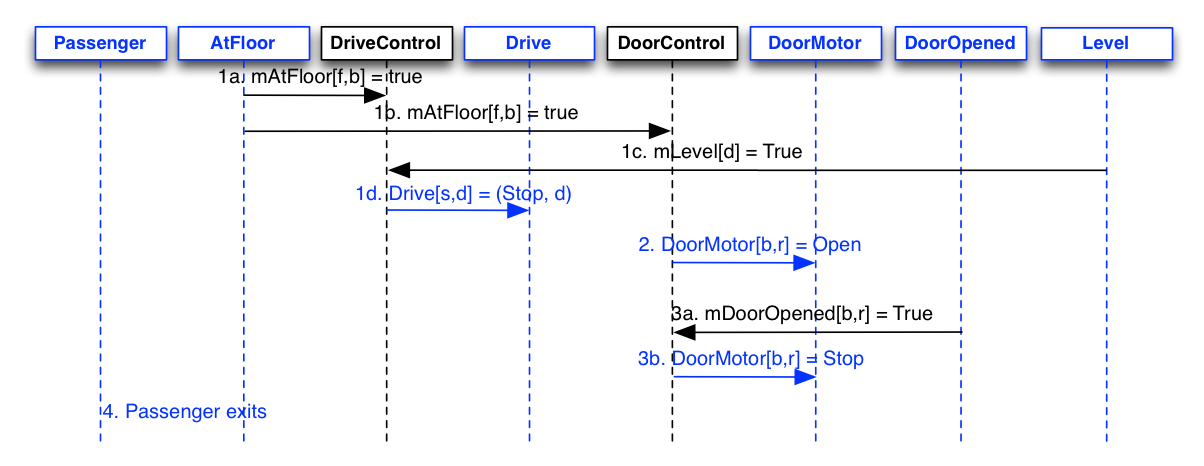 Passenger AtFloor DriveControl Drive DoorControl DoorMotor DoorOpened Level
1a. mAtFloor[f,b] = true
1b. mAtFloor[f,b] = true
1c. mLevel[d] = True
1d. Drive[s,d] = (Stop, d)
2. DoorMotor[b,r] = Open
3a. mDoorOpened[b,r] = True
3b. DoorMotor[b,r] = Stop
4. Passenger exits